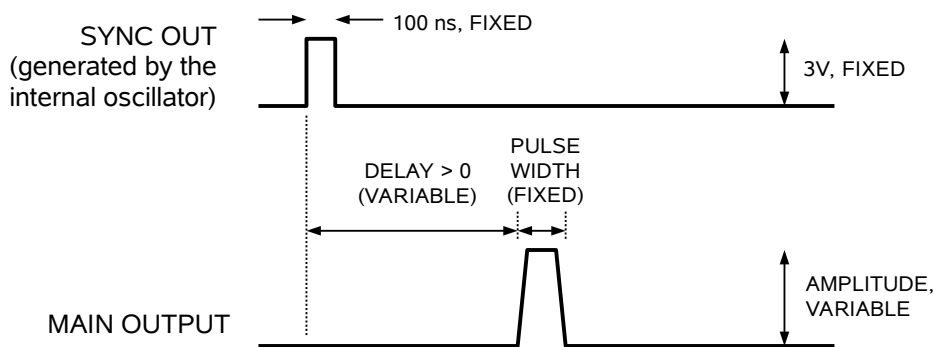 SYNC OUT
(generated by the
internal oscillator)
100 ns, FIXED
3V, FIXED
DELAY > 0
(VARIABLE)
PULSE
WIDTH
(FIXED)
MAIN OUTPUT
AMPLITUDE,
VARIABLE